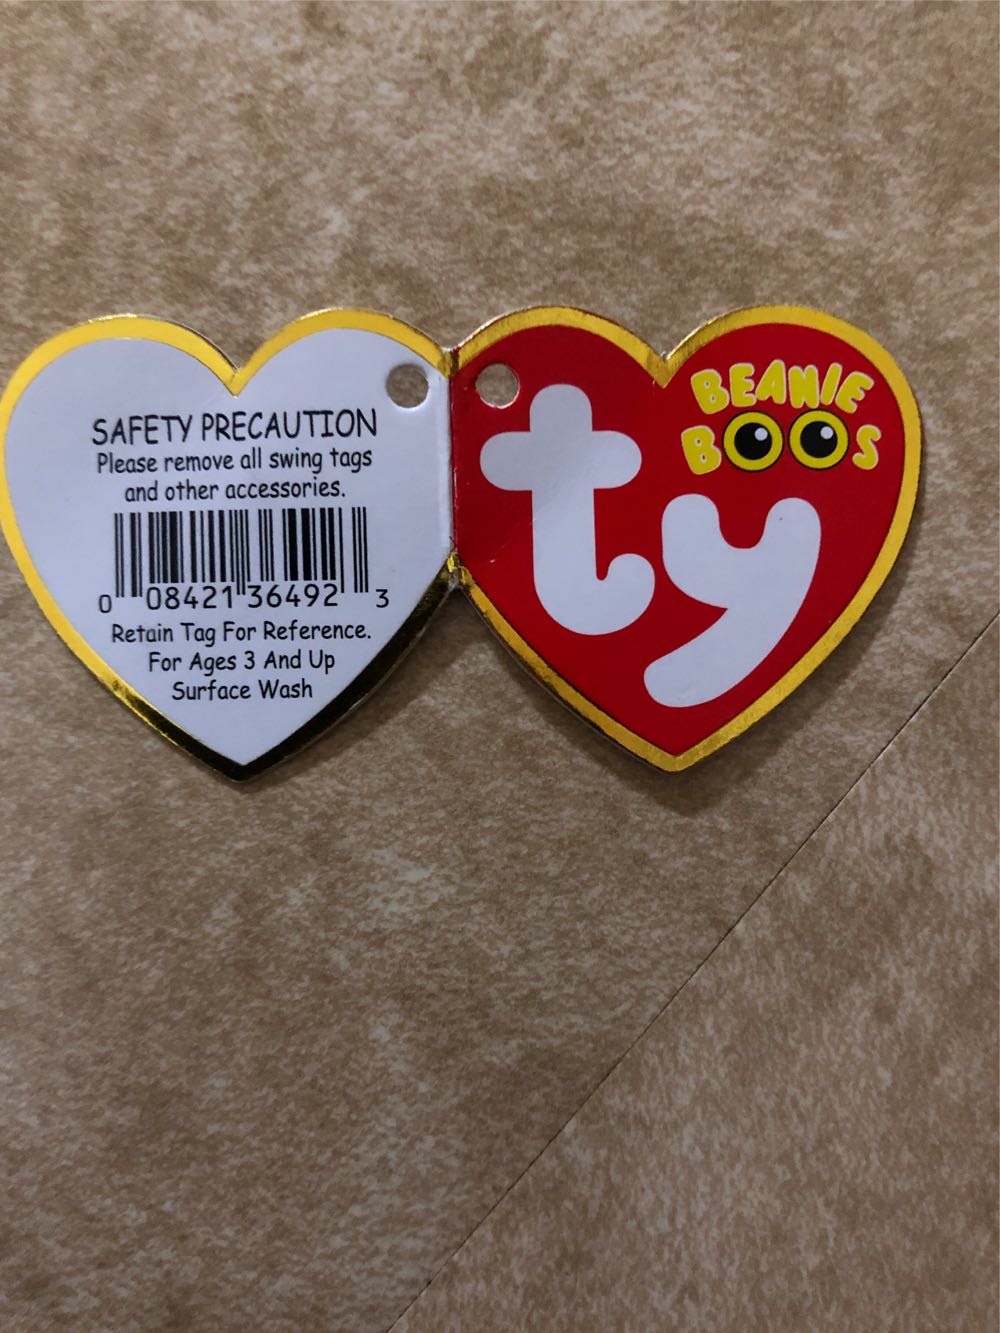 SAFETY PRECAUTION
Please remove all swing tags
and other accessories.
0 08421 36492 3
Retain Tag For Reference.
For Ages 3 And Up
Surface Wash
ty
BEANIE
BOOS